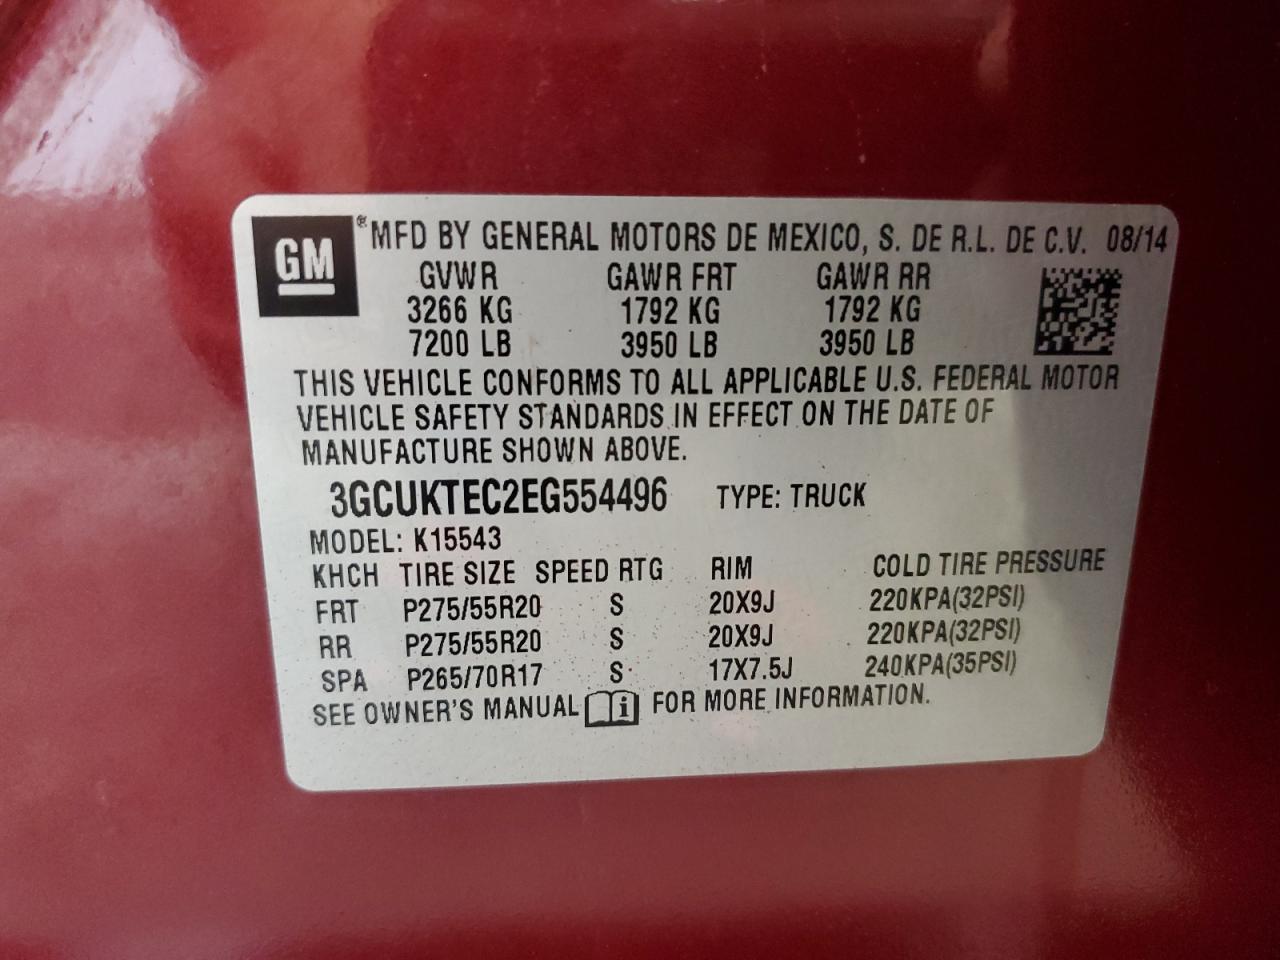 GM ® MFD BY GENERAL MOTORS DE MEXICO, S. DE R.L. DE C.V. 08/14
GVWR GAWR FRT GAWR RR
3266 KG 1792 KG 1792 KG
7200 LB 3950 LB 3950 LB
THIS VEHICLE CONFORMS TO ALL APPLICABLE U.S. FEDERAL MOTOR
VEHICLE SAFETY STANDARDS IN EFFECT ON THE DATE OF
MANUFACTURE SHOWN ABOVE.
3GCUKTEC2EG554496 TYPE: TRUCK
MODEL: K15543
KHCH TIRE SIZE SPEED RTG RIM COLD TIRE PRESSURE
FRT P275/55R20 S 20X9J 220KPA(32PSI)
RR P275/55R20 S 20X9J 220KPA(32PSI)
SPA P265/70R17 S 17X7.5J 240KPA(35PSI)
SEE OWNER'S MANUAL i FOR MORE INFORMATION.